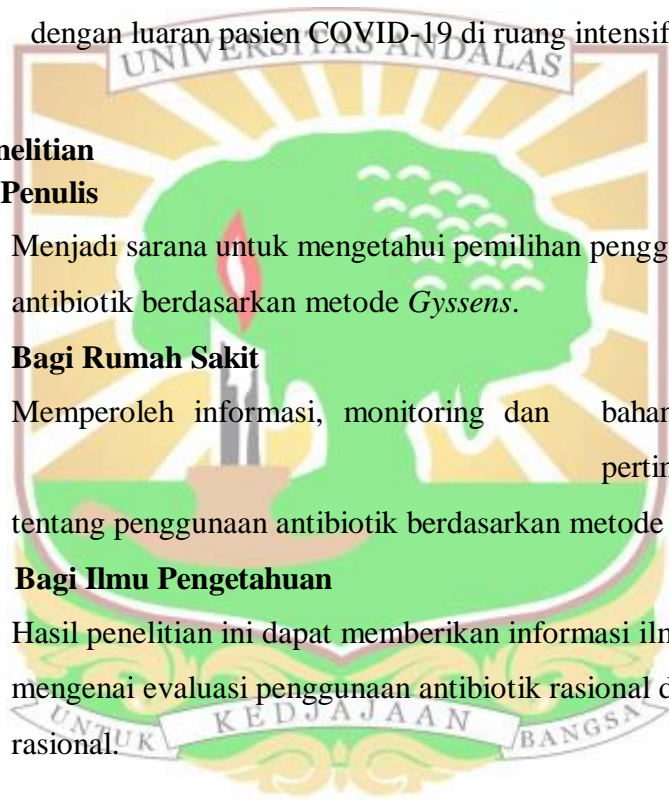 dengan luaran pasien COVID-19 di ruang intensif
UNIVERSITAS ANDALAS
nelitian
Penulis
Menjadi sarana untuk mengetahui pemilihan pengg
antibiotik berdasarkan metode Gyssens.
Bagi Rumah Sakit
Memperoleh informasi, monitoring dan bahan
pertin
tentang penggunaan antibiotik berdasarkan metode
Bagi Ilmu Pengetahuan
Hasil penelitian ini dapat memberikan informasi iln
mengenai evaluasi penggunaan antibiotik rasional d
rasional.
UNTUK KEDJAJAAN BANGSA